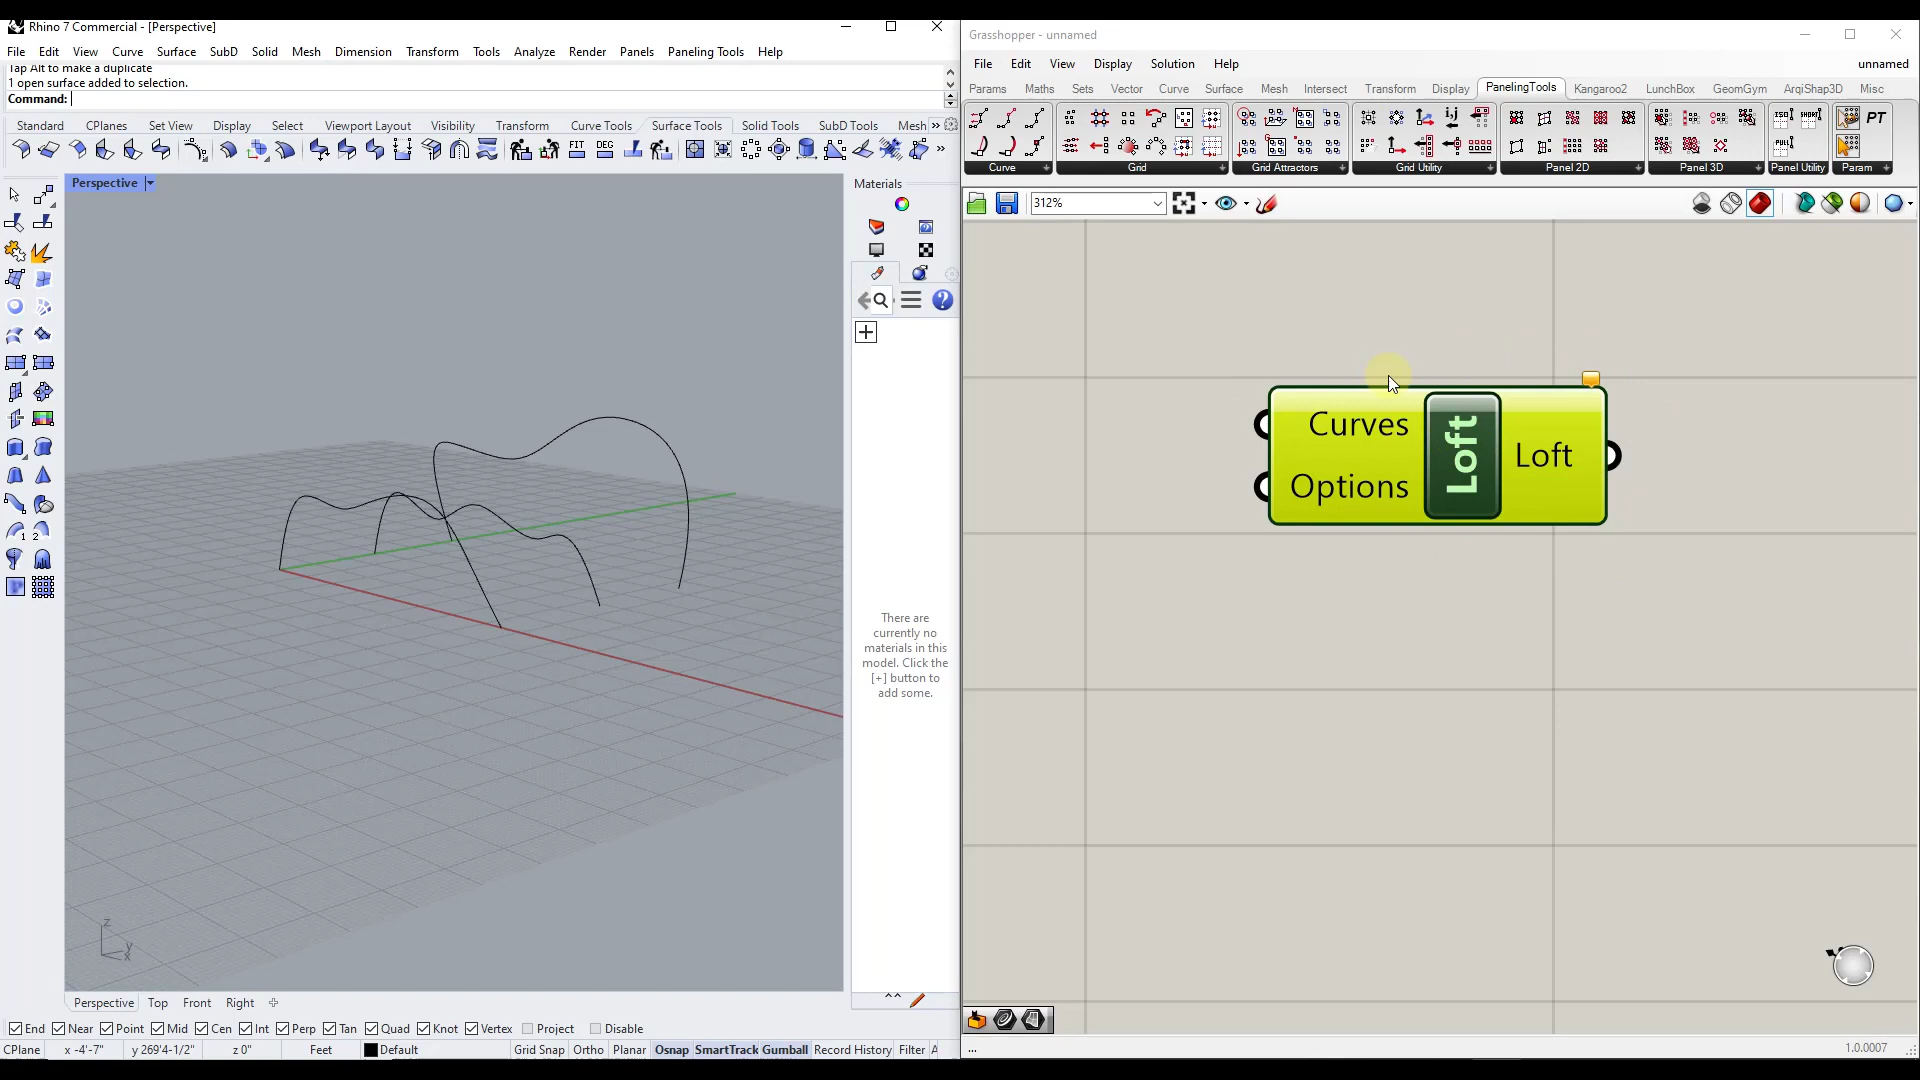 Rhino 7 Commercial - [Perspective]
File Edit View Curve Surface SubD Solid Mesh Dimension Transform Tools Analyze Render Panels Paneling Tools Help
Tap Alt to make a duplicate
1 open surface added to selection.
Command:
Standard CPlanes Set View Display Select Viewport Layout Visibility Transform Curve Tools Surface Tools Solid Tools SubD Tools Mesh »
FIT DEG
Perspective
Materials
There are
currently no
materials in this
model. Click the
[+] button to
add some.
z
y
x
1 2
Perspective Top Front Right
End Near Point Mid Cen Int Perp Tan Quad Knot Vertex Project Disable
CPlane x -4'-7" y 269'4-1/2" z 0" Feet Default Grid Snap Ortho Planar Osnap SmartTrack Gumball Record History Filter A
Grasshopper - unnamed
File Edit View Display Solution Help unnamed
Params Maths Sets Vector Curve Surface Mesh Intersect Transform Display PanelingTools Kangaroo2 LunchBox GeomGym ArqiShap3D Misc
PT
Curve Grid Grid Attractors Grid Utility Panel 2D Panel 3D Panel Utility Param
312%
Curves
Options
Loft
Loft
... 1.0.0007